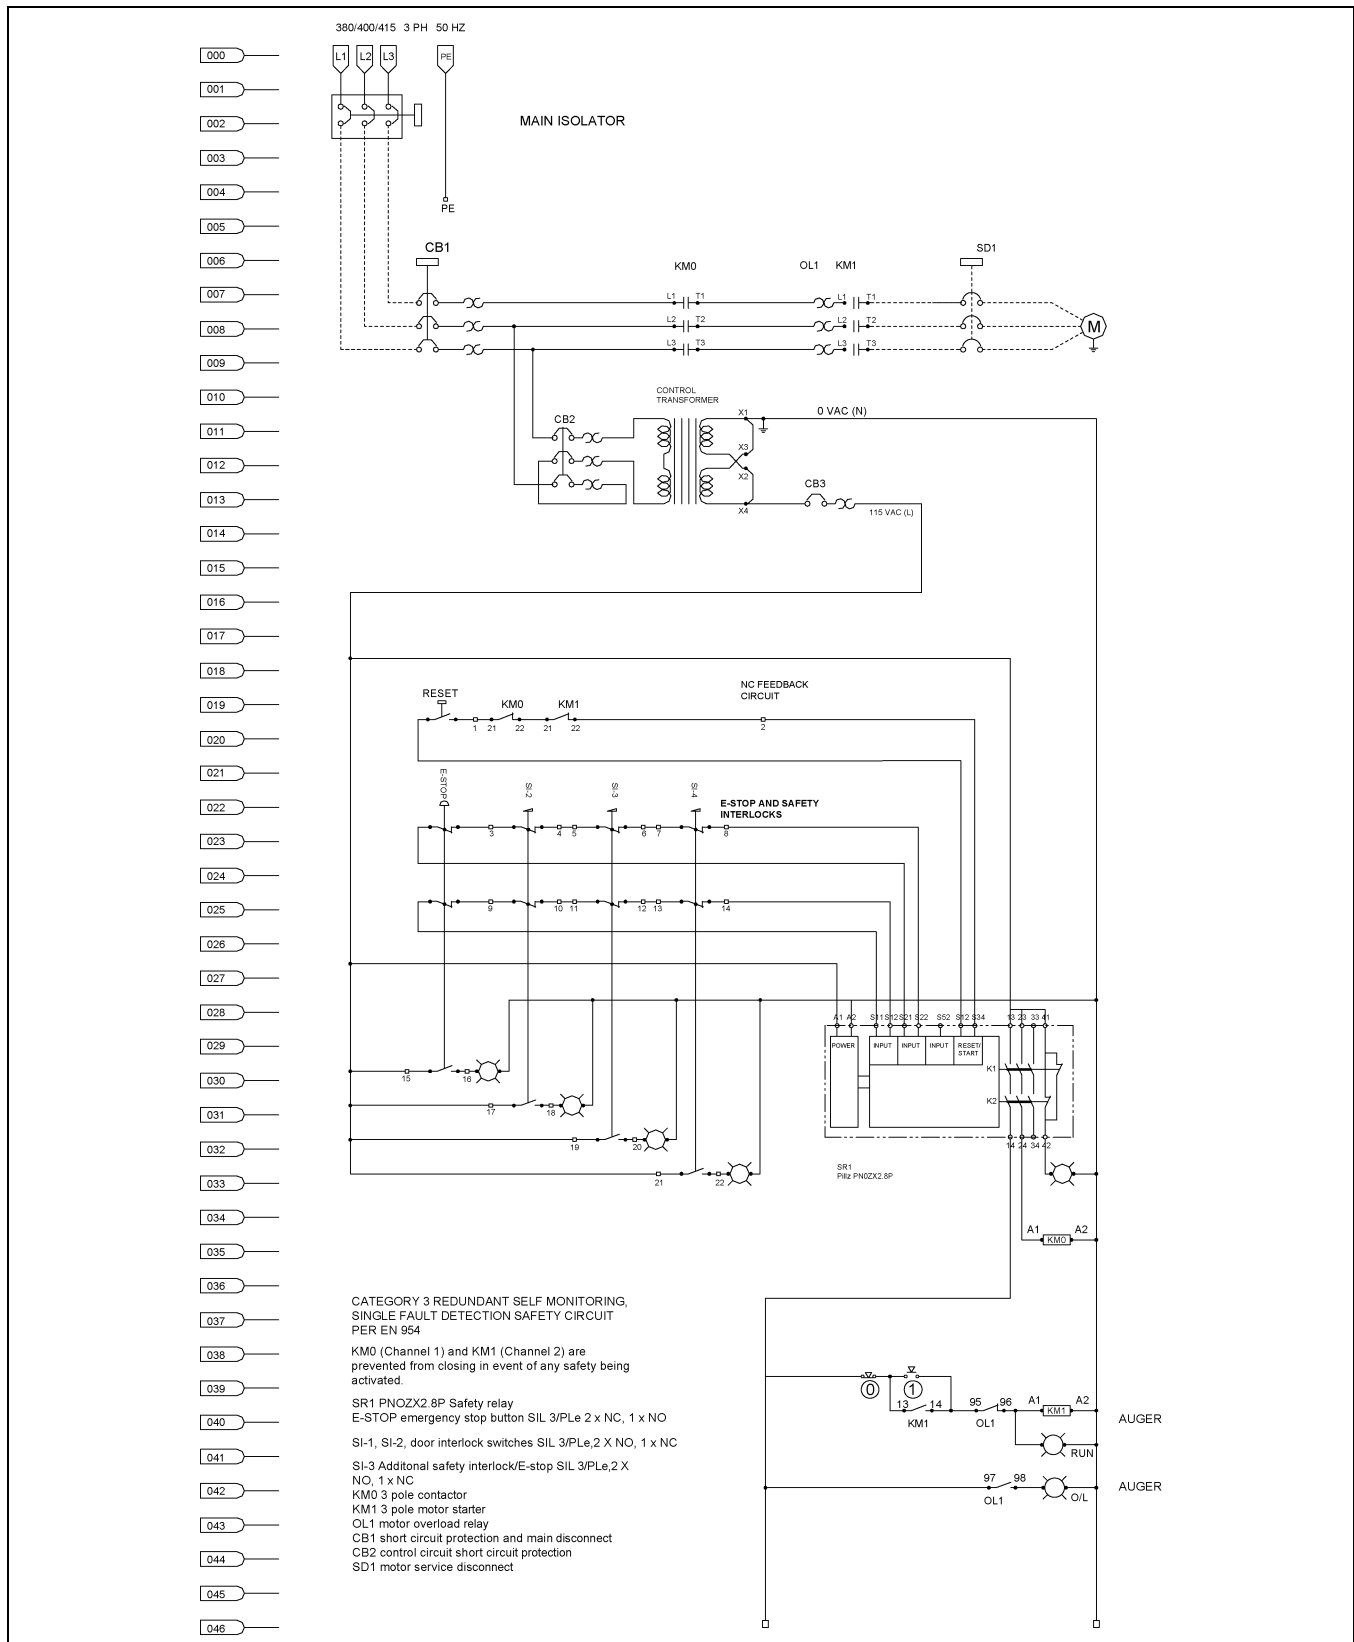 380/400/415 3 PH 50 HZ
000
L1 L2 L3 PE
001
002
MAIN ISOLATOR
003
004
PE
005
CB1
SD1
006
KM0 OL1 KM1
007
L1 T1 L1 T1
008
L2 T2 L2 T2
M
L3 T3 L3 T3
009
CONTROL
TRANSFORMER
010
X1
0 VAC (N)
CB2
011
X3
012
X2
CB3
013
X4
115 VAC (L)
014
015
016
017
018
NC FEEDBACK
CIRCUIT
RESET
019
KM0 KM1
1 21 22 21 22 2
020
021
E-STOP
SI-2
SI-3
SI-4
022
E-STOP AND SAFETY
INTERLOCKS
023
3 4 5 6 7 8
024
025
9 10 11 12 13 14
026
027
028
A1 A2 S11 S12 S21 S22 S52 S12 S34 13 23 33 41
029
POWER INPUT INPUT INPUT RESET/
START
K1
030
15 16
K2
031
17 18
032
19 20
14 24 34 42
SR1
Pillz PN0ZX2.8P
033
21 22
034
A1 A2
KM0
035
036
CATEGORY 3 REDUNDANT SELF MONITORING,
SINGLE FAULT DETECTION SAFETY CIRCUIT
PER EN 954
037
038
KM0 (Channel 1) and KM1 (Channel 2) are
prevented from closing in event of any safety being
activated.
039
0 1
SR1 PNOZX2.8P Safety relay
E-STOP emergency stop button SIL 3/PLe 2 x NC, 1 x NO
040
13 14 95 96 A1 A2
KM1 OL1 KM1
AUGER
SI-1, SI-2, door interlock switches SIL 3/PLe,2 X NO, 1 x NC
041
RUN
SI-3 Additonal safety interlock/E-stop SIL 3/PLe,2 X
NO, 1 x NC
042
97 98
OL1
O/L
AUGER
KM0 3 pole contactor
KM1 3 pole motor starter
043
OL1 motor overload relay
CB1 short circuit protection and main disconnect
044
CB2 control circuit short circuit protection
SD1 motor service disconnect
045
046